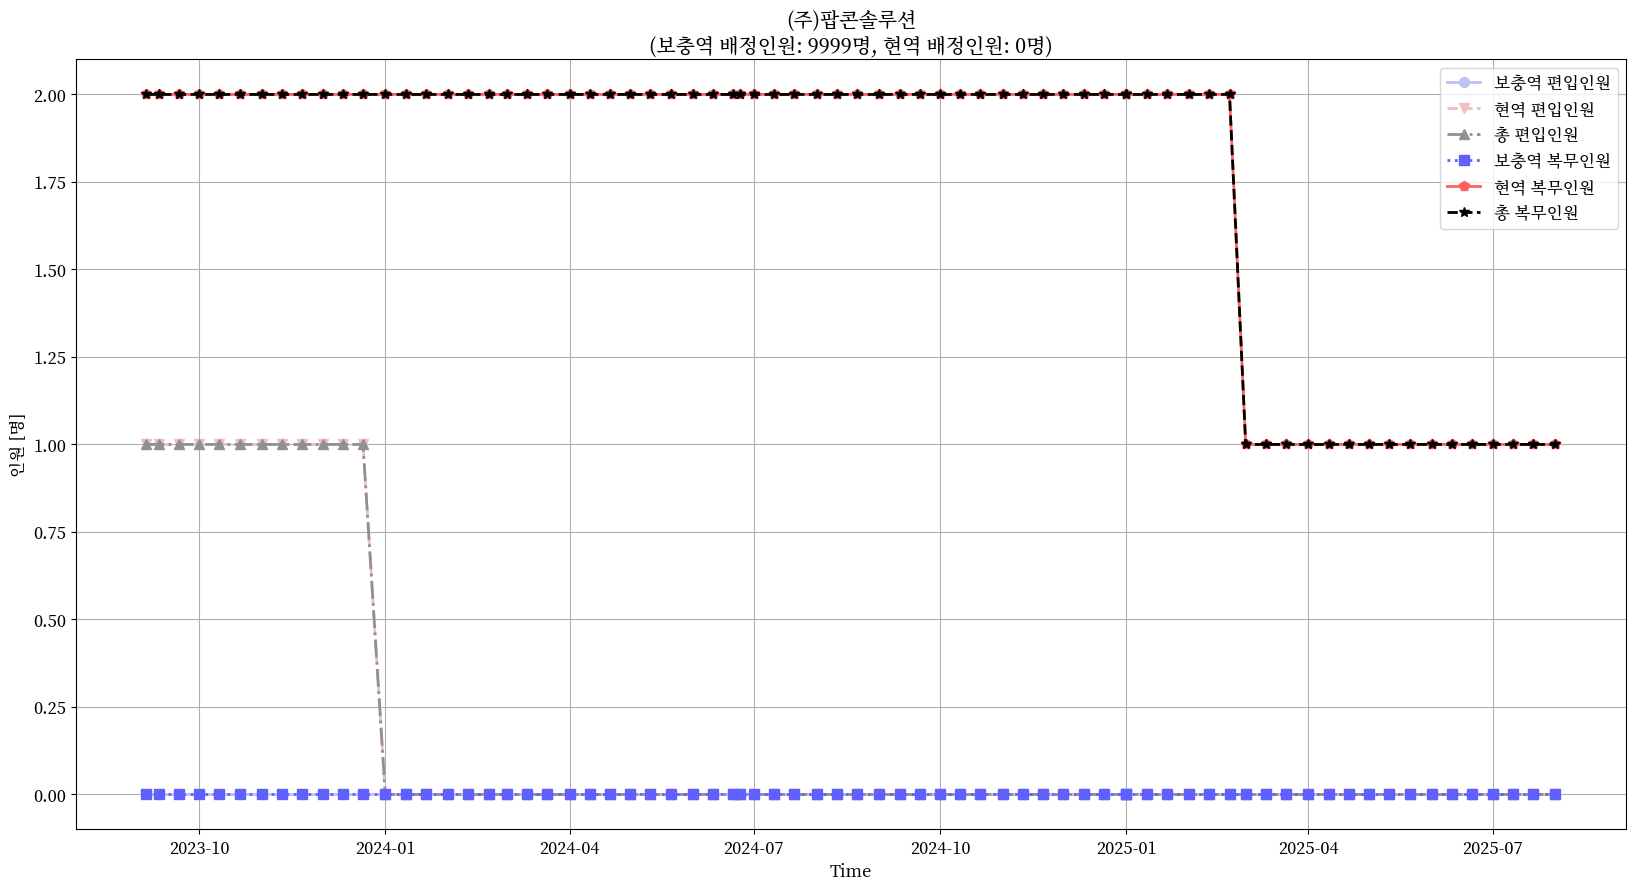 (주)팝콘솔루션
(보충역 배정인원: 9999명, 현역 배정인원: 0명)
보충역 편입인원
현역 편입인원
총 편입인원
보충역 복무인원
현역 복무인원
총 복무인원
인원 [명]
2.00
1.75
1.50
1.25
1.00
0.75
0.50
0.25
0.00
2023-10
2024-01
2024-04
2024-07
2024-10
2025-01
2025-04
2025-07
Time